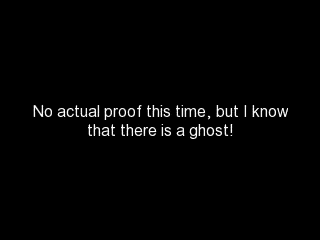 No actual proof this time, but I know
that there is a ghost!